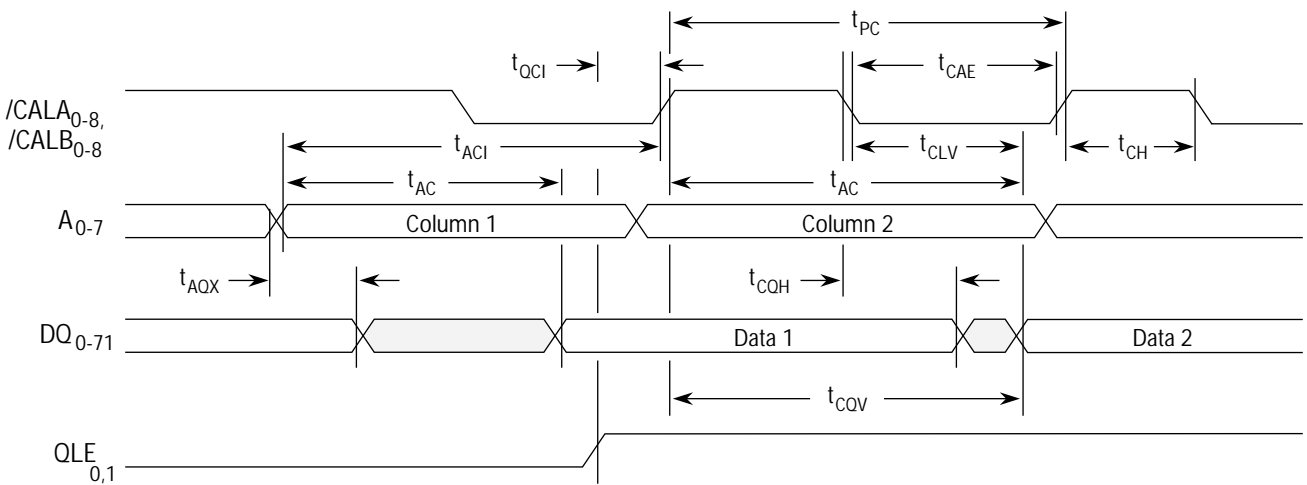 tPC
tQCI
tCAE
/CALA0-8,
/CALB0-8
tACI
tCLV
tCH
tAC
tAC
A0-7
Column 1
Column 2
tAQX
tCQH
DQ0-71
Data 1
Data 2
tCQV
QLE0,1